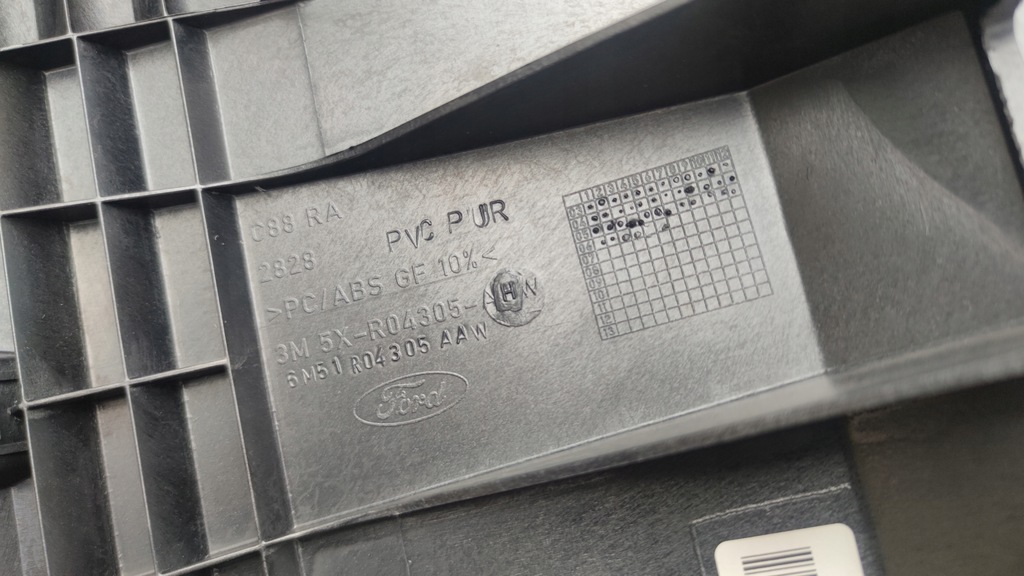 C88 RA
PVC PUR
2828
>PC/ABS GF 10%<
H
3M 5X-R04305-
6M51 R04305 AAW
Ford